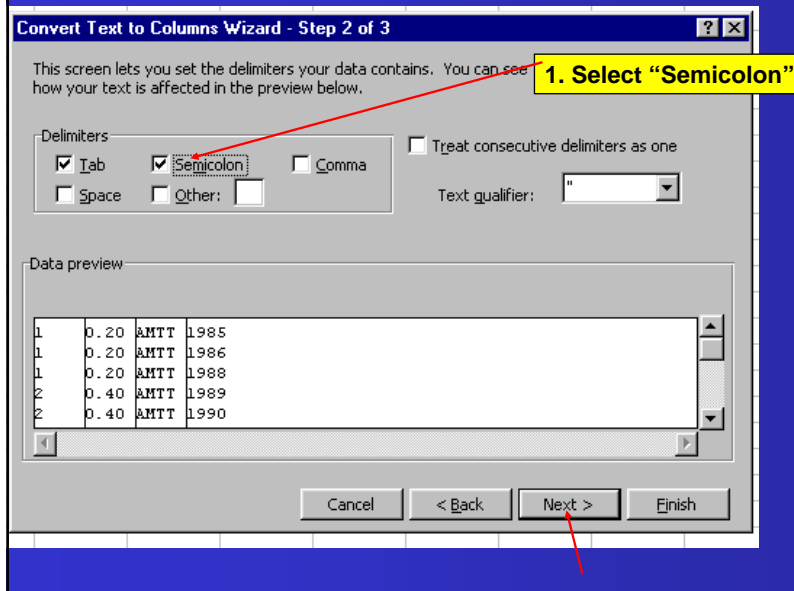 Convert Text to Columns Wizard - Step 2 of 3
This screen lets you set the delimiters your data contains. You can see
how your text is affected in the preview below.
1. Select “Semicolon”
Delimiters
Tab Semicolon Comma
Space Other:
Treat consecutive delimiters as one
Text qualifier: "
Data preview
1 0.20 AMTT 1985
1 0.20 AMTT 1986
1 0.20 AMTT 1988
2 0.40 AMTT 1989
2 0.40 AMTT 1990
Cancel < Back Next > Finish